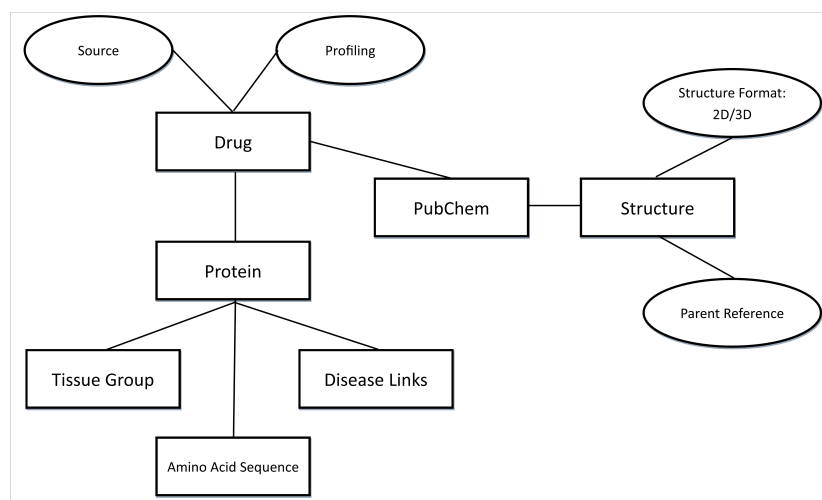 Source
Profiling
Structure Format:
2D/3D
Drug
PubChem
Structure
Protein
Parent Reference
Tissue Group
Disease Links
Amino Acid Sequence